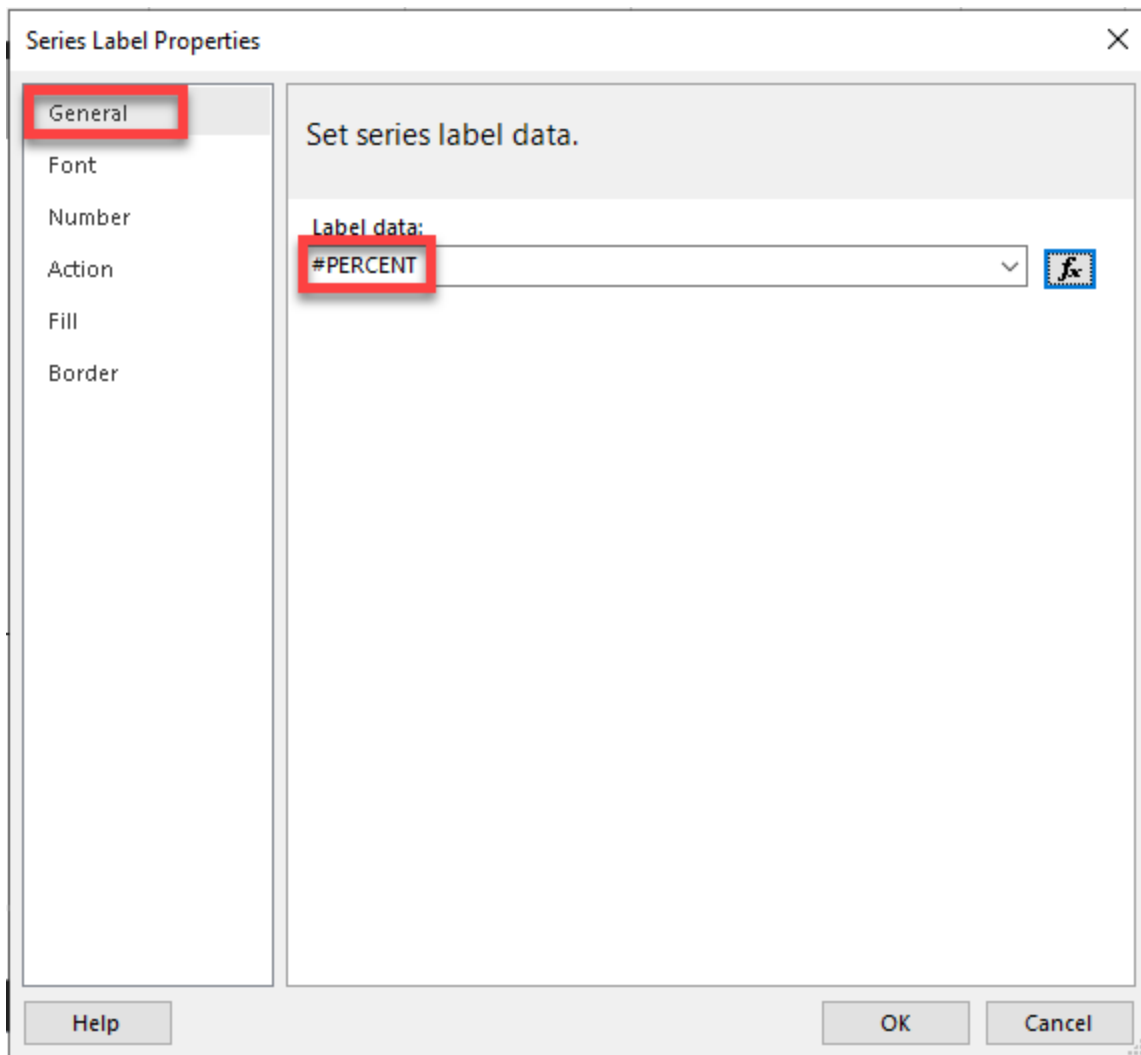 Series Label Properties
General
Font
Number
Action
Fill
Border
Set series label data.
Label data:
#PERCENT
fx
Help
OK
Cancel